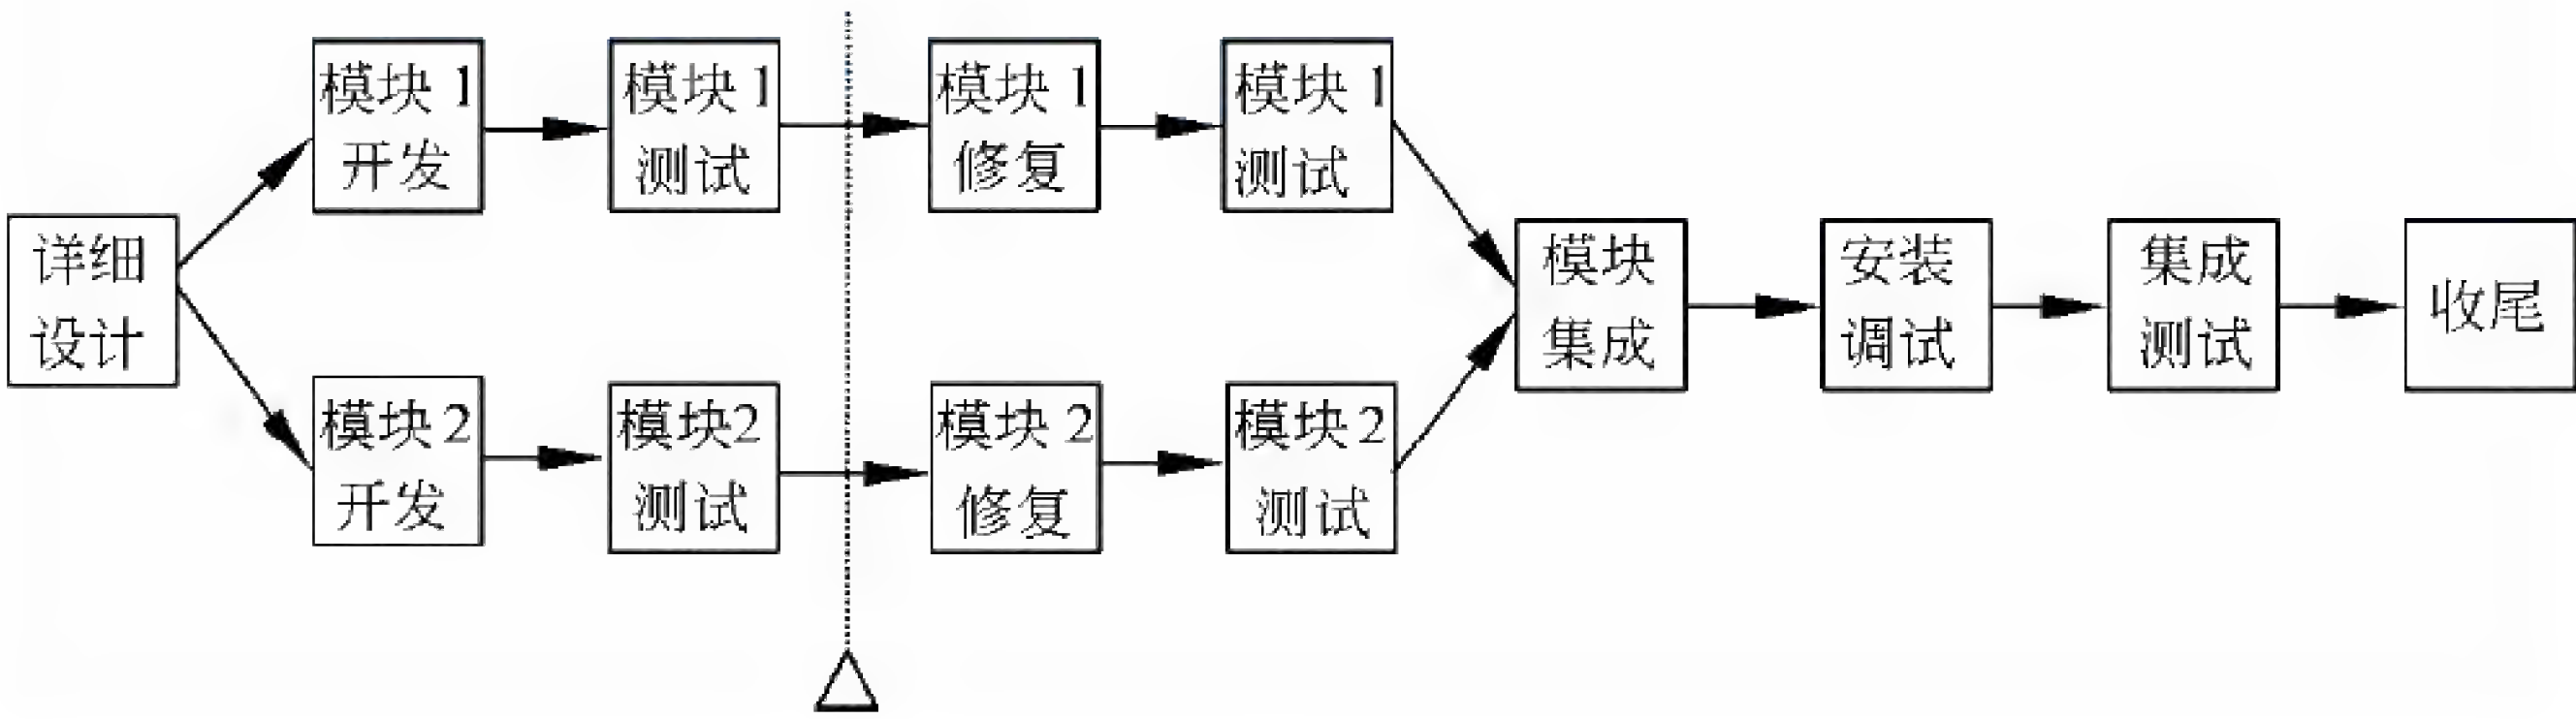 模块 1
开发
模块 1
测试
模块 1
修复
模块 1
测试
详细
设计
模块
集成
安装
调试
集成
测试
收尾
模块 2
开发
模块2
测试
模块 2
修复
模块 2
测试